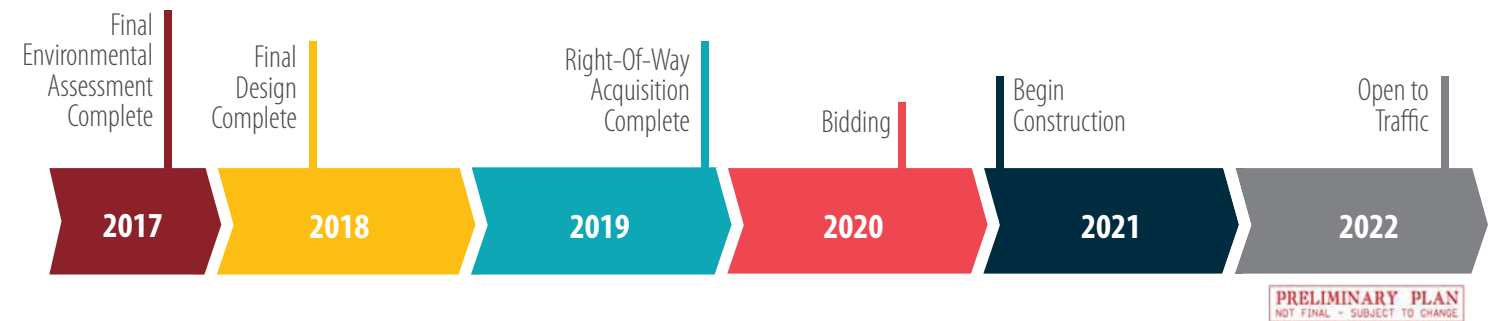 Final
Environmental
Assessment
Complete
Final
Design
Complete
Right-Of-Way
Acquisition
Complete
Bidding
Begin
Construction
Open to
Traffic
2017
2018
2019
2020
2021
2022
PRELIMINARY PLAN
NOT FINAL - SUBJECT TO CHANGE